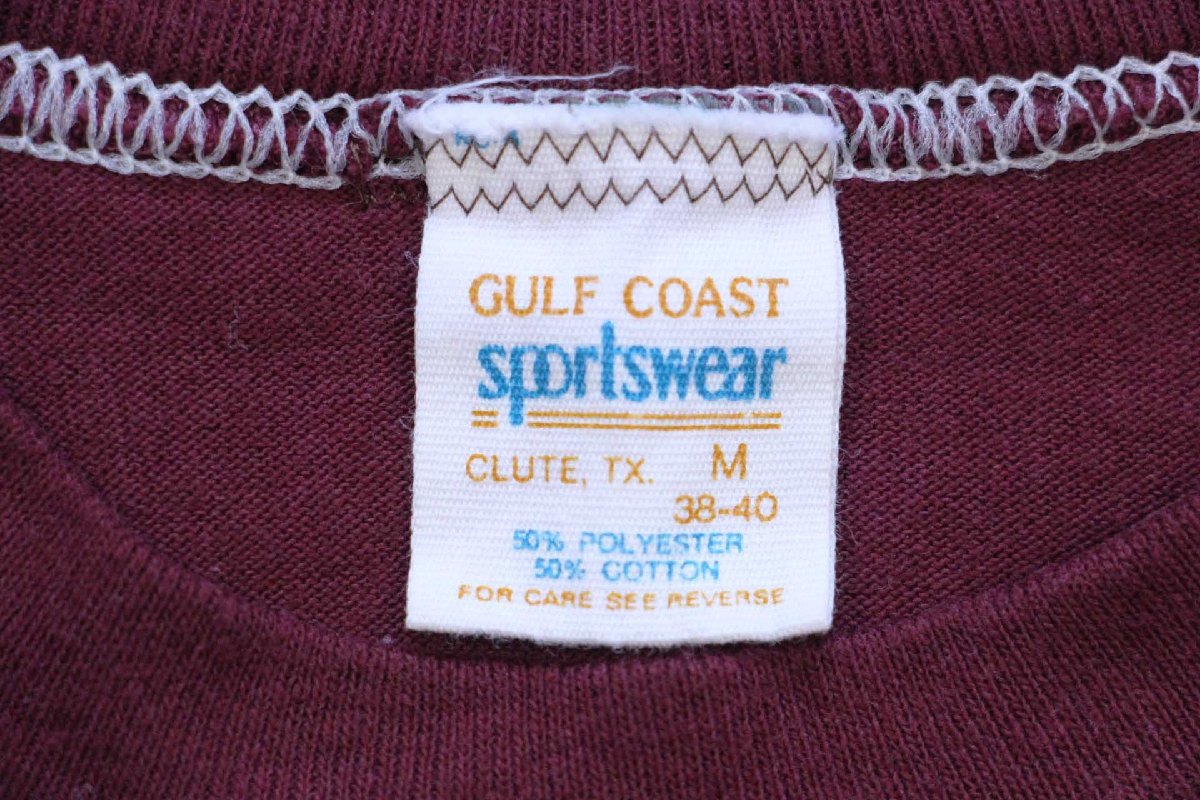 GULF COAST
sportswear
CLUTE, TX. M
38-40
50% POLYESTER
50% COTTON
FOR CARE SEE REVERSE